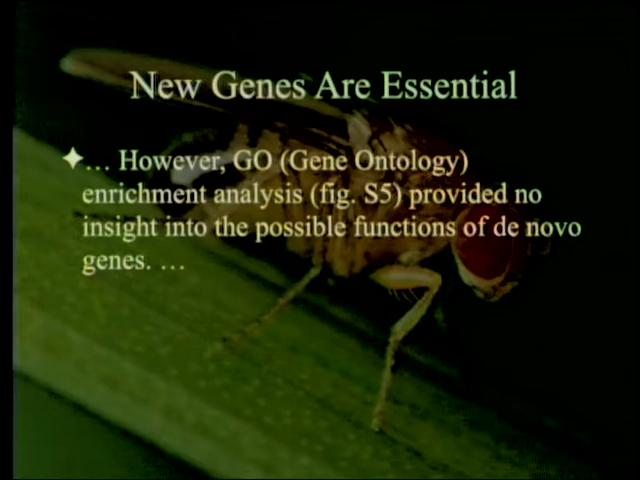 New Genes Are Essential
… However, GO (Gene Ontology)
enrichment analysis (fig. S5) provided no
insight into the possible functions of de novo
genes. …